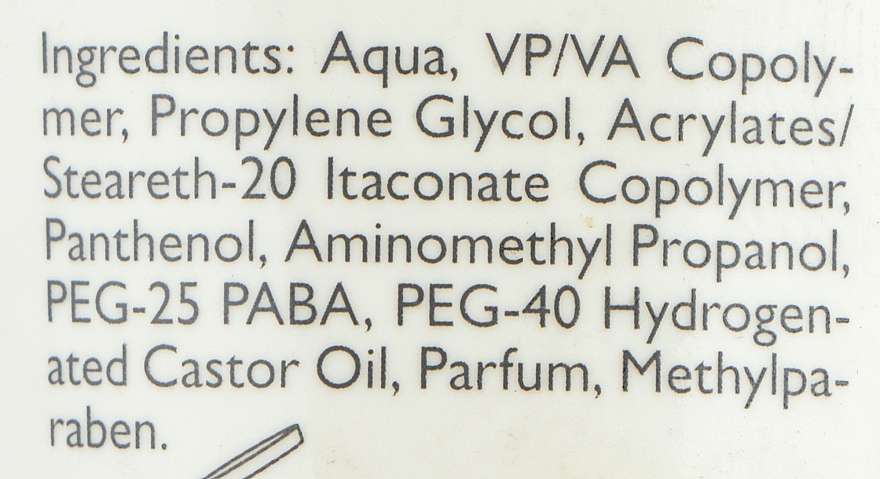 Ingredients: Aqua, VP/VA Copoly-
mer, Propylene Glycol, Acrylates/
Steareth-20 Itaconate Copolymer,
Panthenol, Aminomethyl Propanol,
PEG-25 PABA, PEG-40 Hydrogen-
ated Castor Oil, Parfum, Methylpa-
raben.